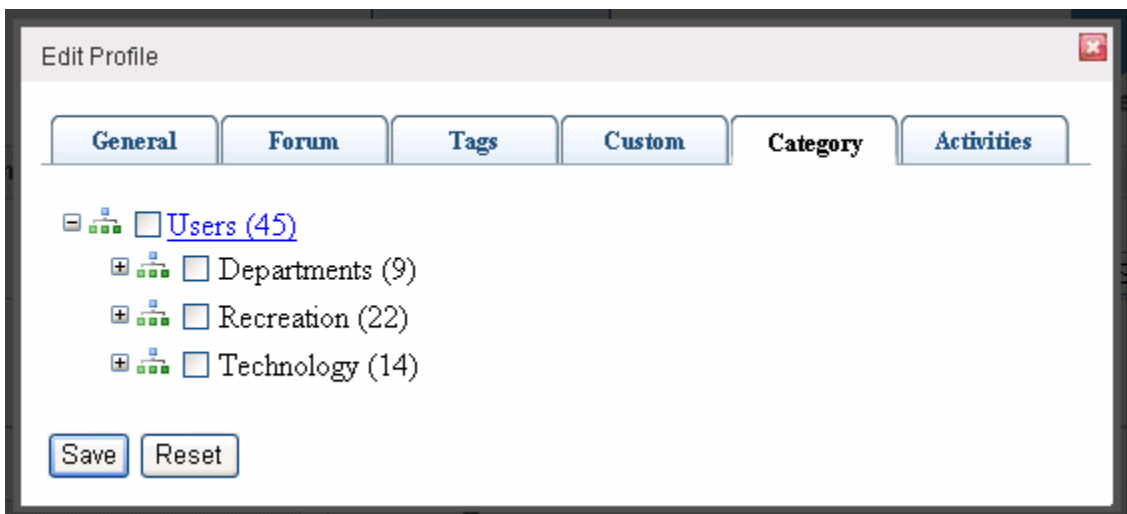 Edit Profile
General Forum Tags Custom Category Activities
Users (45)
Departments (9)
Recreation (22)
Technology (14)
Save Reset